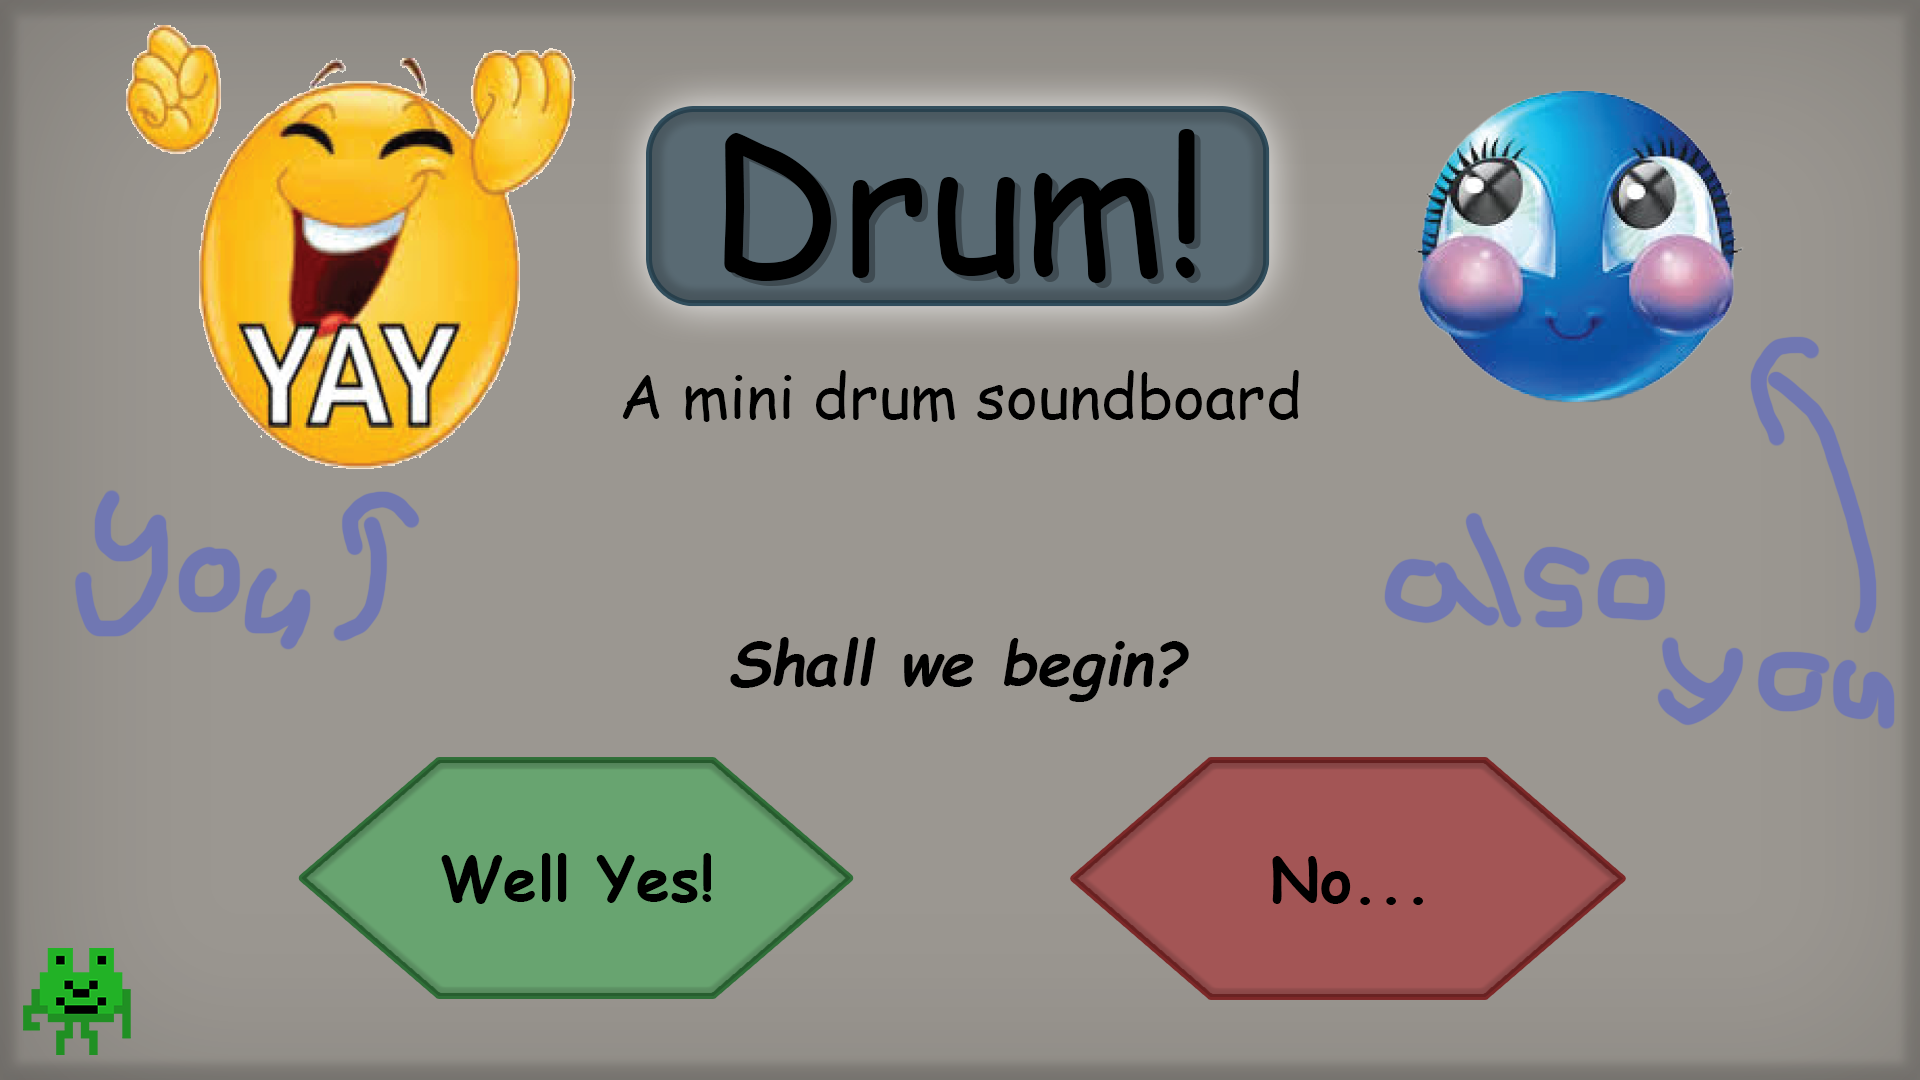 Drum!
YAY
A mini drum soundboard
you
also
you
Shall we begin?
Well Yes!
No...